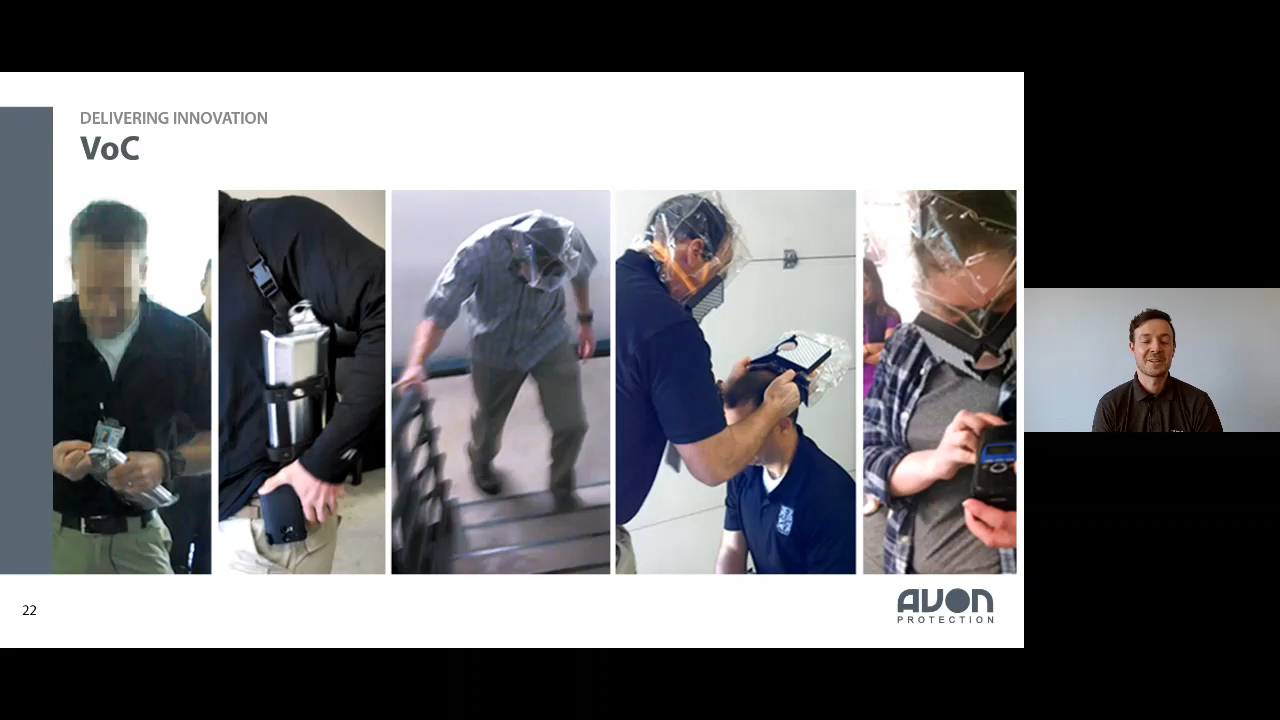 DELIVERING INNOVATION
VoC
22
AVON
PROTECTION